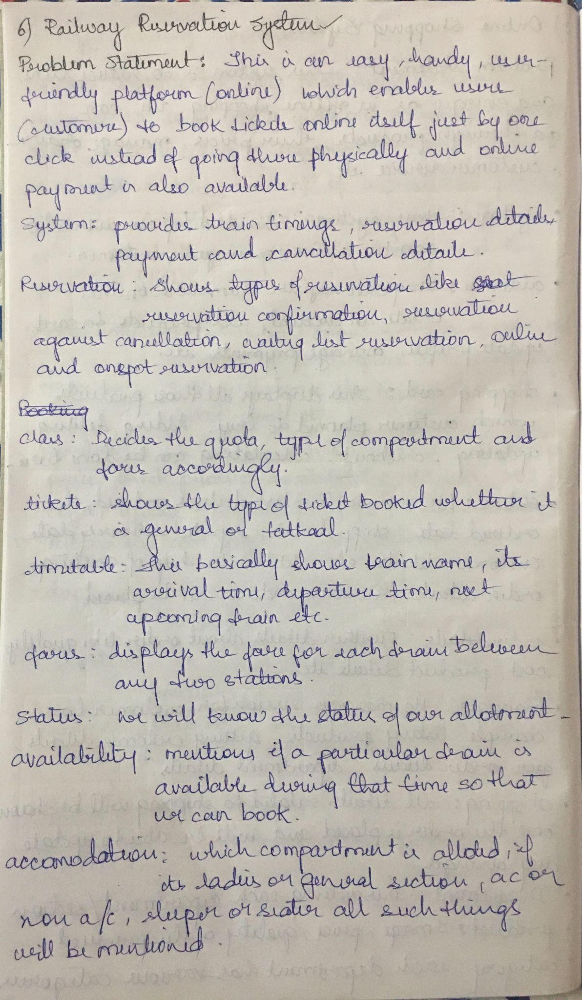 6) Railway Reservation System
Problem Statement: This is an easy, handy, user-
friendly platform (online) which enables users
(customers) to book tickets online itself just by one
click instead of going there physically and online
payment is also available.
System: provides train timings, reservation details,
payment and cancellation details.
Reservation: Shows types of reservation like seat
reservation confirmation, reservation
against cancellation, waiting list reservation, online
and onspot reservation.
Booking
class: Decides the quota, type of compartment and
fares accordingly.
tickets: shows the type of ticket booked whether it
is general or tatkaal.
timetable: This basically shows train name, its
arrival time, departure time, next
upcoming train etc.
fares: displays the fare for each train between
any two stations.
Status: we will know the status of our allotment.
availability: mentions if a particular train is
available during that time so that
we can book.
accomodation: which compartment is alloted, if
its ladies or general section, ac or
non a/c, sleeper or seater all such things
will be mentioned.